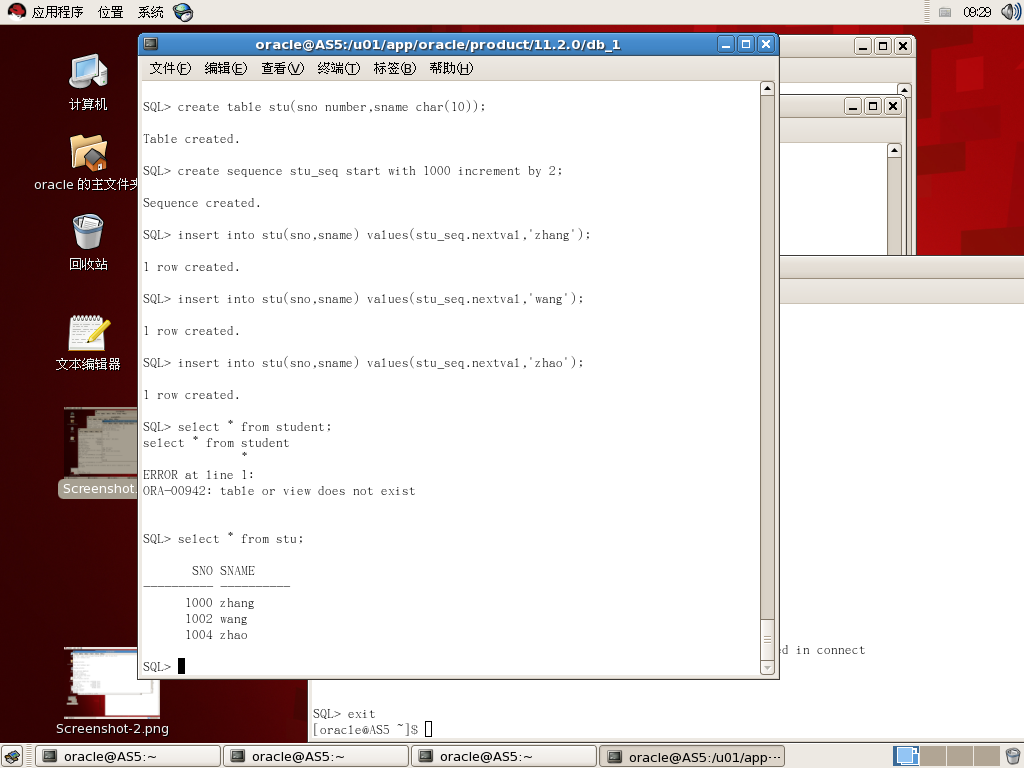 应用程序 位置 系统
09:29
计算机
oracle 的主文件夹
回收站
文本编辑器
Screenshot.
Screenshot-2.png
oracle@AS5:/u01/app/oracle/product/11.2.0/db_1
文件(F) 编辑(E) 查看(V) 终端(T) 标签(B) 帮助(H)
SQL> create table stu(sno number,sname char(10));
Table created.
SQL> create sequence stu_seq start with 1000 increment by 2;
Sequence created.
SQL> insert into stu(sno,sname) values(stu_seq.nextval,'zhang');
1 row created.
SQL> insert into stu(sno,sname) values(stu_seq.nextval,'wang');
1 row created.
SQL> insert into stu(sno,sname) values(stu_seq.nextval,'zhao');
1 row created.
SQL> select * from student;
select * from student
*
ERROR at line 1:
ORA-00942: table or view does not exist
SQL> select * from stu;
SNO SNAME
---------- ----------
1000 zhang
1002 wang
1004 zhao
SQL>
ed in connect
SQL> exit
[oracle@AS5 ~]$
oracle@AS5:~
oracle@AS5:~
oracle@AS5:~
oracle@AS5:/u01/app···